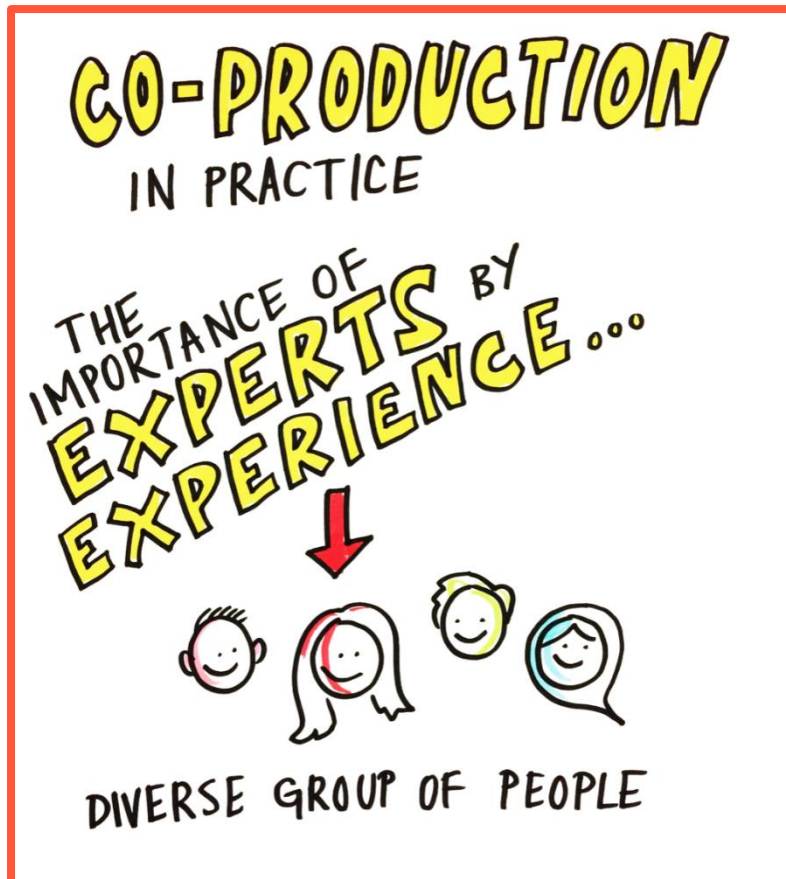 CO-PRODUCTION
IN PRACTICE
THE
IMPORTANCE OF
EXPERTS BY
EXPERIENCE...
DIVERSE GROUP OF PEOPLE